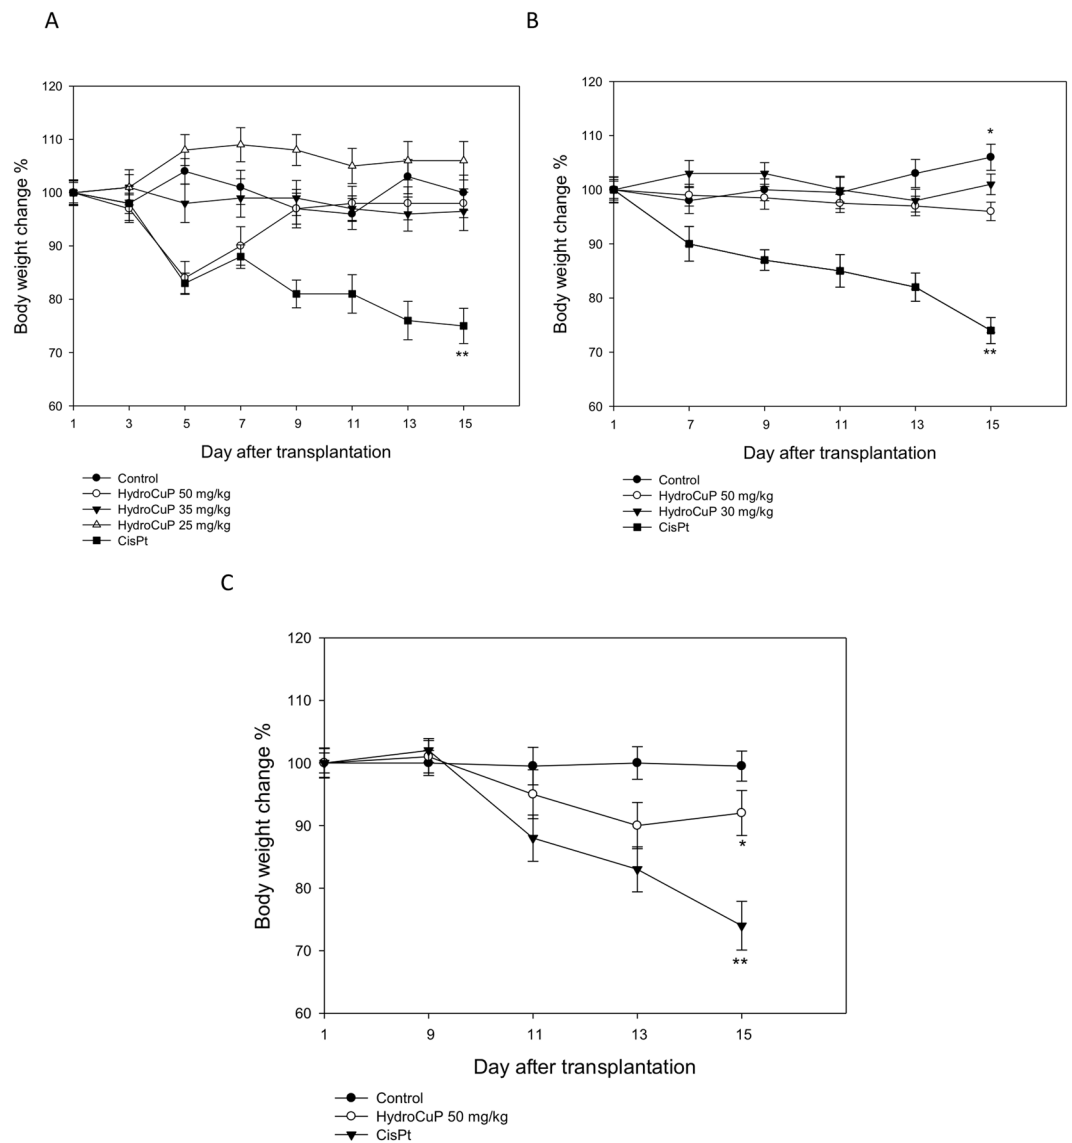 A
120
110
100
90
80
70
60
Body weight change %
1 3 5 7 9 11 13 15
**
Day after transplantation
Control
HydroCuP 50 mg/kg
HydroCuP 35 mg/kg
HydroCuP 25 mg/kg
CisPt
B
120
110
100
90
80
70
60
Body weight change %
*
**
1 7 9 11 13 15
Day after transplantation
Control
HydroCuP 50 mg/kg
HydroCuP 30 mg/kg
CisPt
C
120
110
100
90
80
70
60
Body weight change %
*
**
1 9 11 13 15
Day after transplantation
Control
HydroCuP 50 mg/kg
CisPt